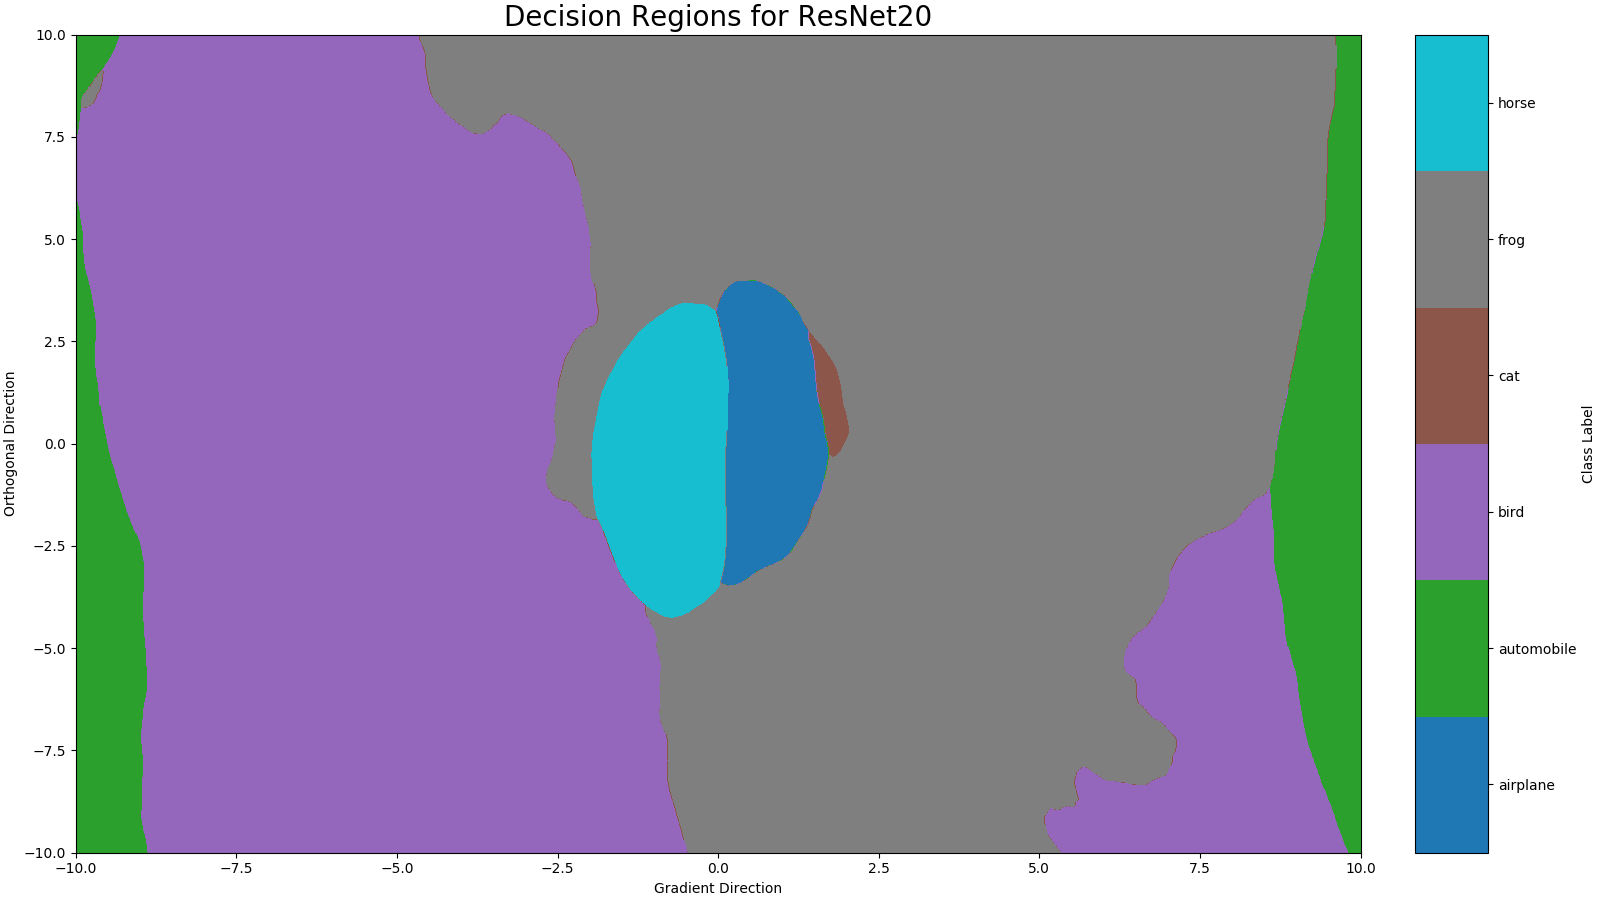 Decision Regions for ResNet20
10.0
7.5
5.0
2.5
0.0
−2.5
−5.0
−7.5
−10.0
Orthogonal Direction
−10.0 −7.5 −5.0 −2.5 0.0 2.5 5.0 7.5 10.0
Gradient Direction
horse
frog
cat
bird
automobile
airplane
Class Label